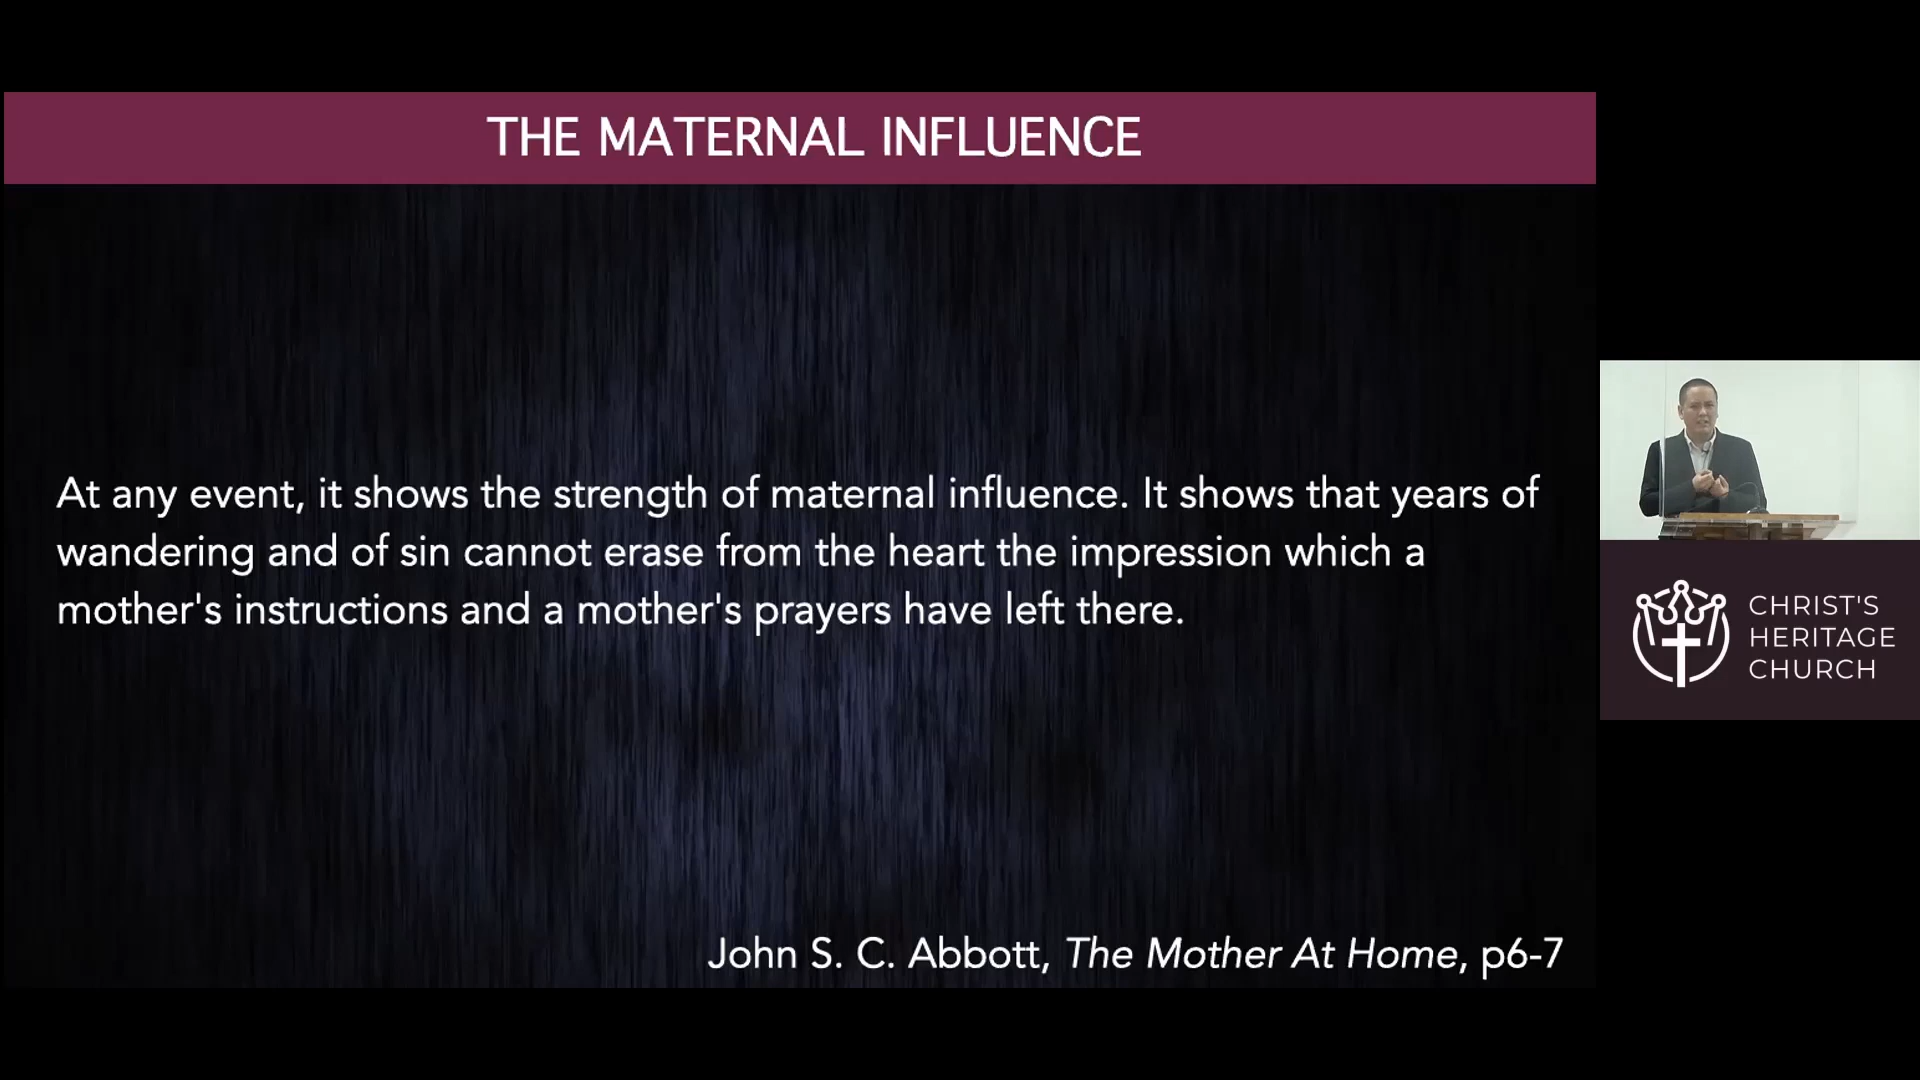 THE MATERNAL INFLUENCE
At any event, it shows the strength of maternal influence. It shows that years of
wandering and of sin cannot erase from the heart the impression which a
mother's instructions and a mother's prayers have left there.
John S. C. Abbott, The Mother At Home, p6-7
CHRIST'S
HERITAGE
CHURCH